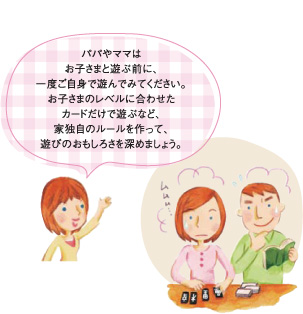 パパやママは
お子さまと遊ぶ前に、
一度ご自身で遊んでみてください。
お子さまのレベルに合わせた
カードだけで遊ぶなど、
家独自のルールを作って、
遊びのおもしろさを深めましょう。
ムムム…